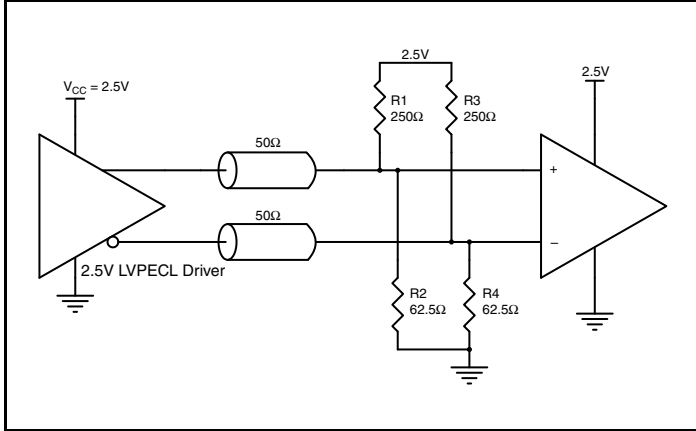 2.5V
V_CC = 2.5V
2.5V
R1
250Ω
R3
250Ω
50Ω
+
50Ω
−
2.5V LVPECL Driver
R2
62.5Ω
R4
62.5Ω